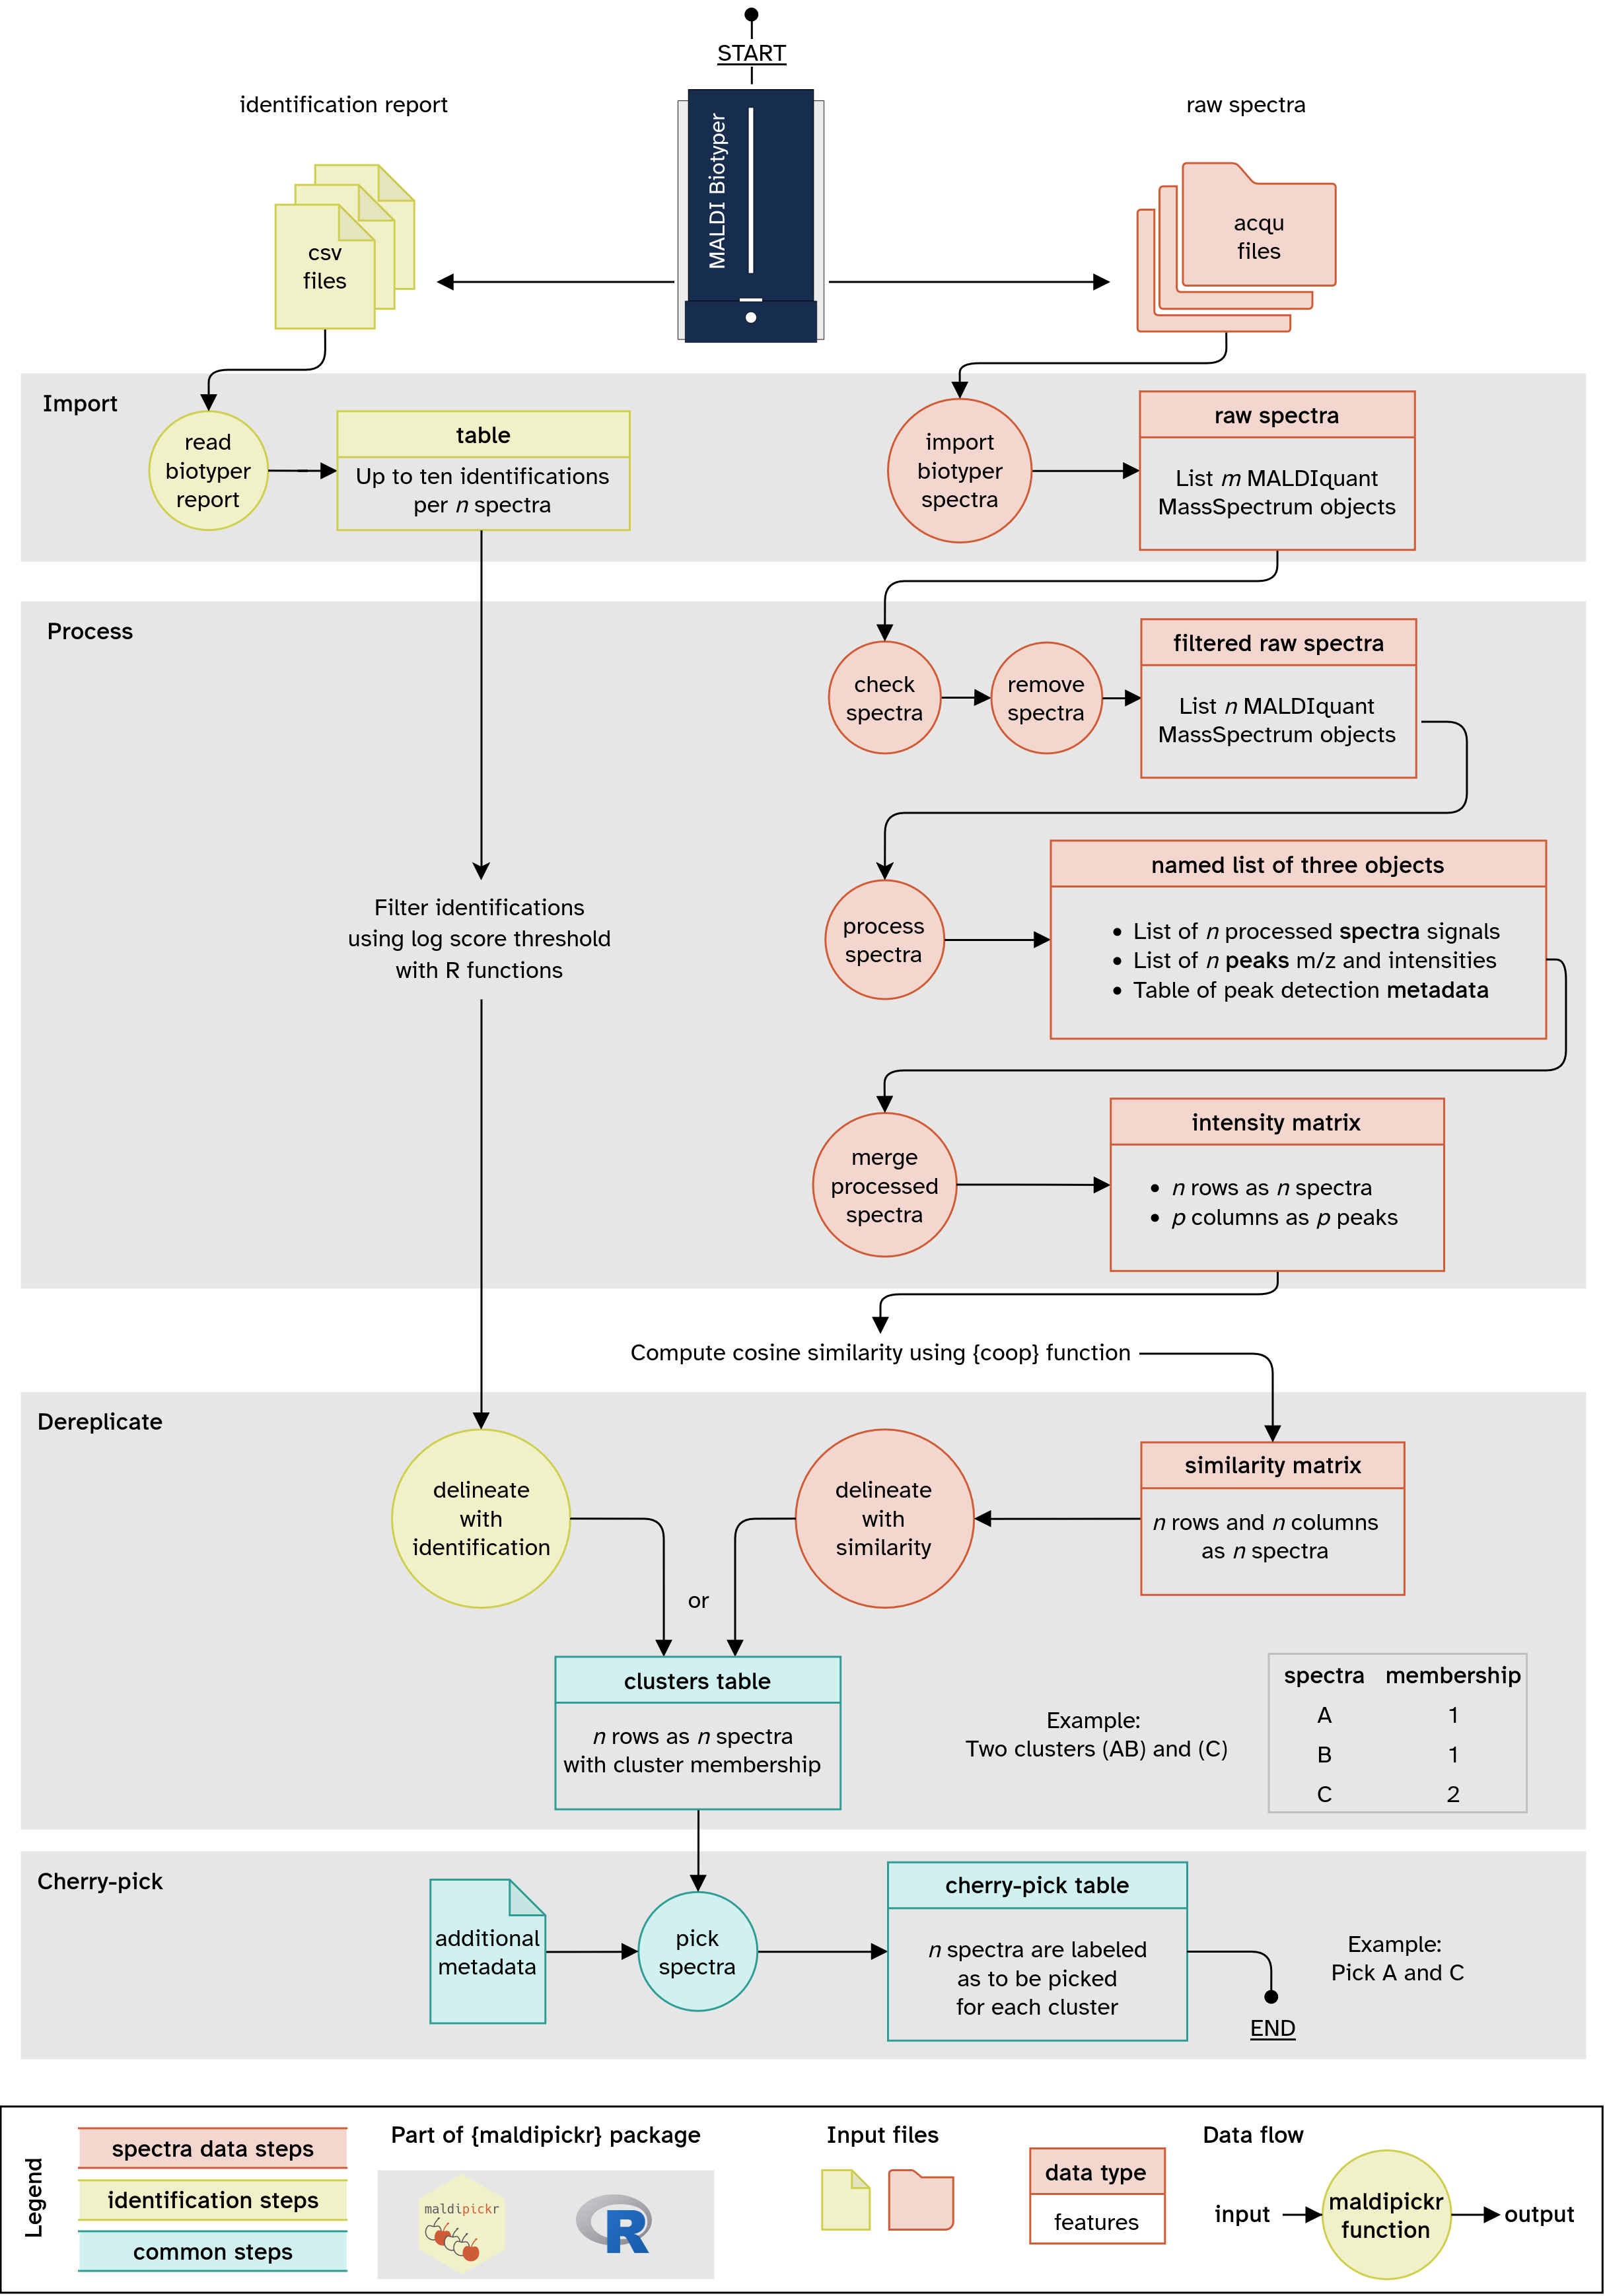 START
identification report
raw spectra
MALDI Biotyper
csv
files
acqu
files
Import
read
biotyper
report
table
Up to ten identifications
per n spectra
import
biotyper
spectra
raw spectra
List m MALDIquant
MassSpectrum objects
Process
check
spectra
remove
spectra
filtered raw spectra
List n MALDIquant
MassSpectrum objects
Filter identifications
using log score threshold
with R functions
process
spectra
named list of three objects
• List of n processed spectra signals
• List of n peaks m/z and intensities
• Table of peak detection metadata
merge
processed
spectra
intensity matrix
• n rows as n spectra
• p columns as p peaks
Compute cosine similarity using {coop} function
Dereplicate
delineate
with
identification
delineate
with
similarity
similarity matrix
n rows and n columns
as n spectra
or
clusters table
n rows as n spectra
with cluster membership
Example:
Two clusters (AB) and (C)
spectra membership
A 1
B 1
C 2
Cherry-pick
additional
metadata
pick
spectra
cherry-pick table
n spectra are labeled
as to be picked
for each cluster
Example:
Pick A and C
END
Legend
spectra data steps
identification steps
common steps
Part of {maldipickr} package
maldipickr
R
Input files
data type
features
Data flow
input
maldipickr
function
output